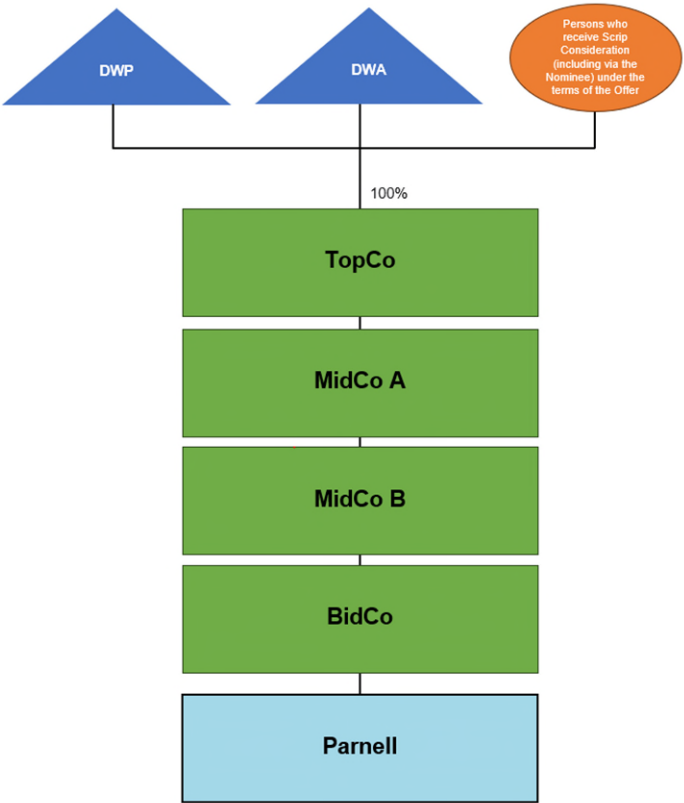 DWP
DWA
Persons who
receive Scrip
Consideration
(including via the
Nominee) under the
terms of the Offer
100%
TopCo
MidCo A
MidCo B
BidCo
Parnell